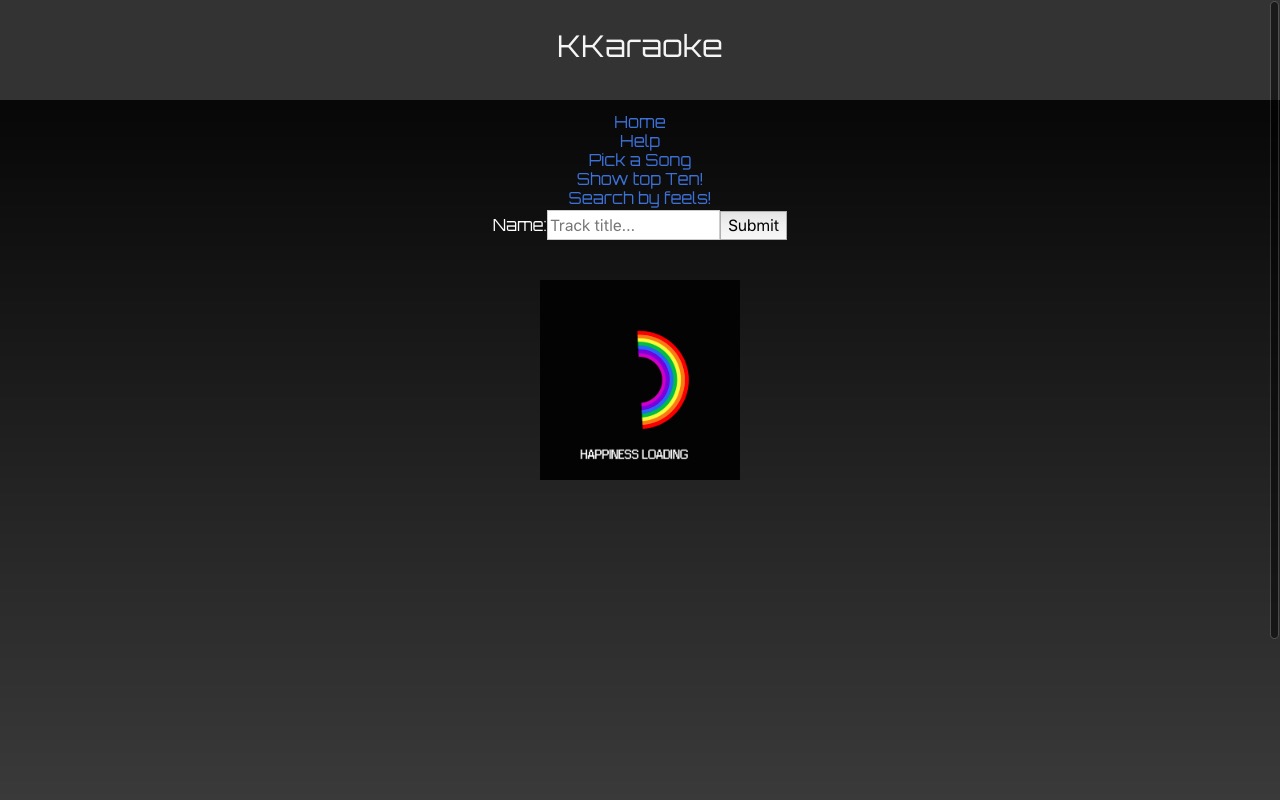 KKaraoke
Home
Help
Pick a Song
Show top Ten!
Search by feels!
Name: Track title... Submit
HAPPINESS LOADING